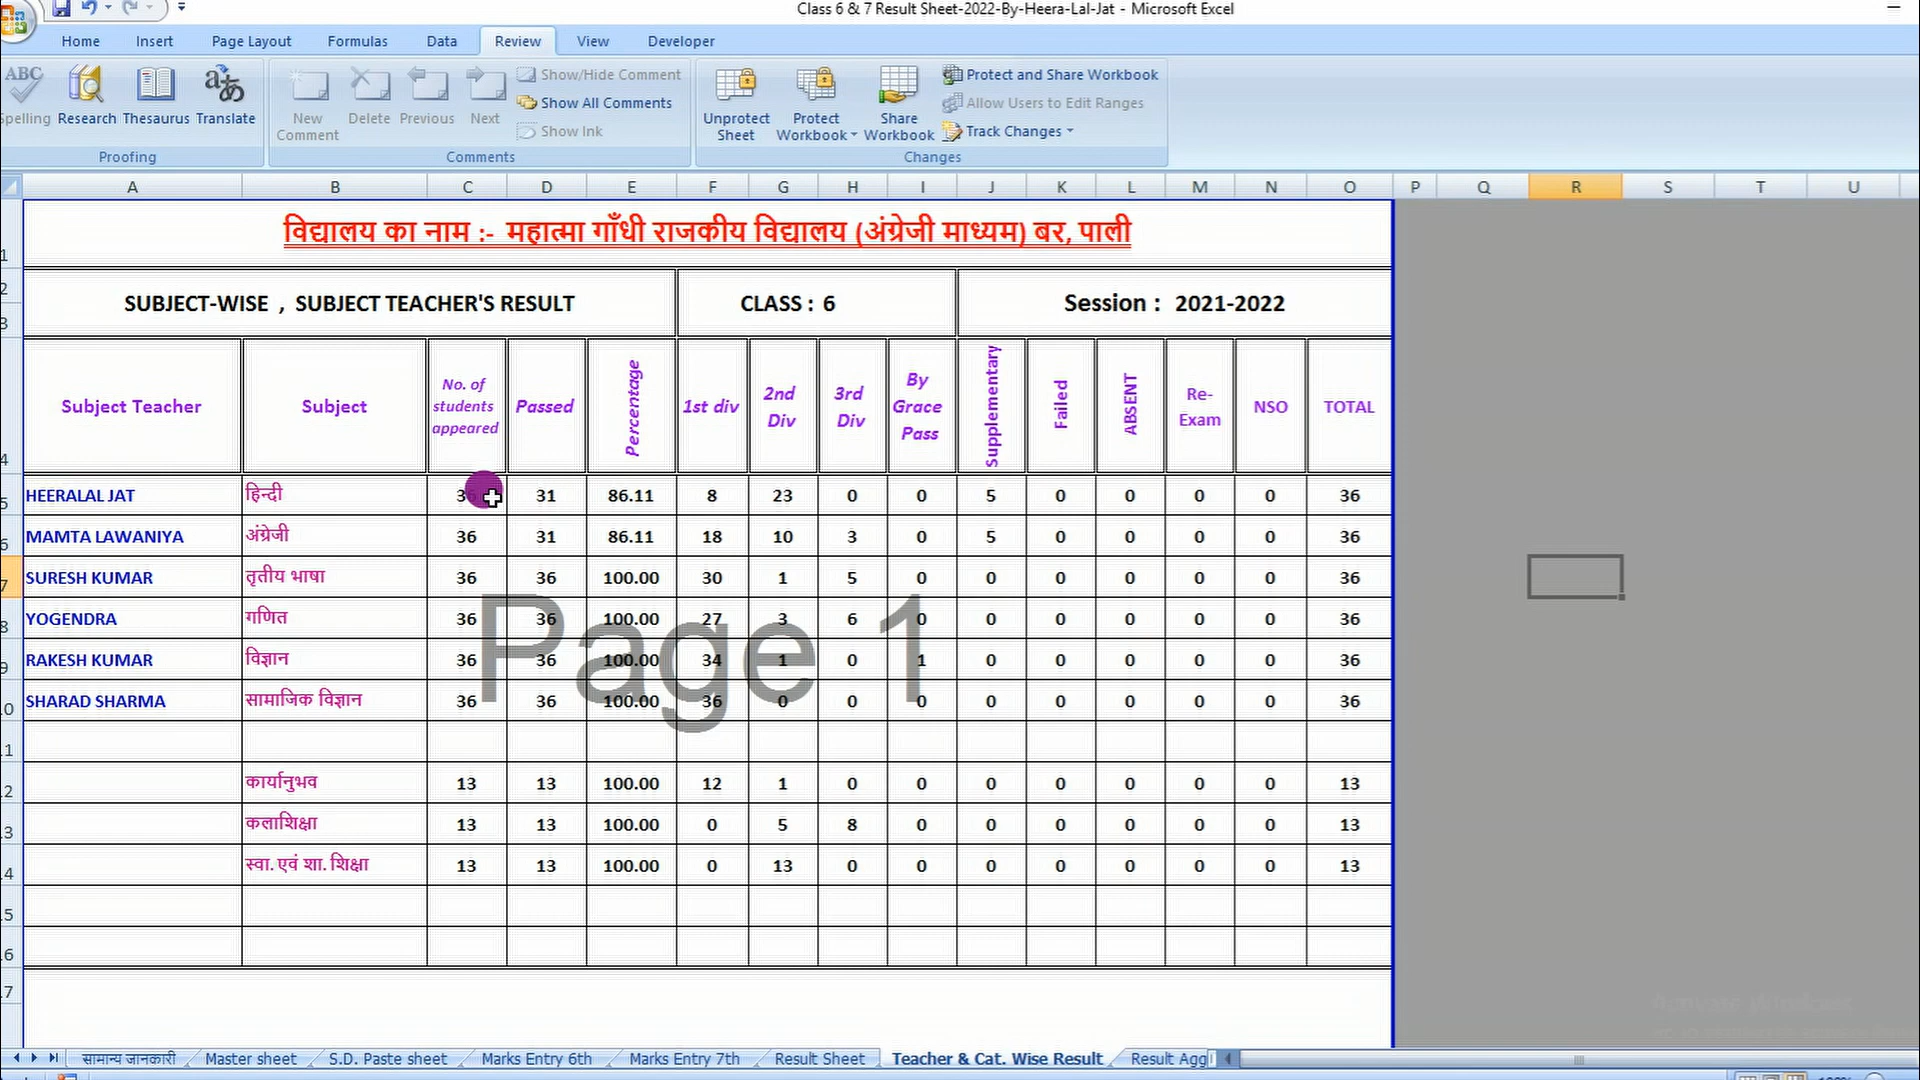 Class 6 & 7 Result Sheet-2022-By-Heera-Lal-Jat - Microsoft Excel
Home Insert Page Layout Formulas Data Review View Developer
ABC Spelling Research Thesaurus Translate
Proofing
New Comment Delete Previous Next
Show/Hide Comment
Show All Comments
Show Ink
Comments
Unprotect Sheet Protect Workbook Share Workbook
Protect and Share Workbook
Allow Users to Edit Ranges
Track Changes
Changes
A B C D E F G H I J K L M N O P Q R S T U
विद्यालय का नाम :- महात्मा गाँधी राजकीय विद्यालय (अंग्रेजी माध्यम) बर, पाली
SUBJECT-WISE , SUBJECT TEACHER'S RESULT CLASS : 6 Session : 2021-2022
Subject Teacher Subject No. of students appeared Passed Percentage 1st div 2nd Div 3rd Div By Grace Pass Supplementary Failed ABSENT Re-Exam NSO TOTAL
HEERALAL JAT हिन्दी 36 31 86.11 8 23 0 0 5 0 0 0 0 36
MAMTA LAWANIYA अंग्रेजी 36 31 86.11 18 10 3 0 5 0 0 0 0 36
SURESH KUMAR तृतीय भाषा 36 36 100.00 30 1 5 0 0 0 0 0 0 36
YOGENDRA गणित 36 36 100.00 27 3 6 0 0 0 0 0 0 36
RAKESH KUMAR विज्ञान 36 36 100.00 34 1 0 1 0 0 0 0 0 36
SHARAD SHARMA सामाजिक विज्ञान 36 36 100.00 36 0 0 0 0 0 0 0 0 36
Page 1
कार्यानुभव 13 13 100.00 12 1 0 0 0 0 0 0 0 13
कलाशिक्षा 13 13 100.00 0 5 8 0 0 0 0 0 0 13
स्वा. एवं शा. शिक्षा 13 13 100.00 0 13 0 0 0 0 0 0 0 13
सामान्य जानकारी Master sheet S.D. Paste sheet Marks Entry 6th Marks Entry 7th Result Sheet Teacher & Cat. Wise Result Result Agg